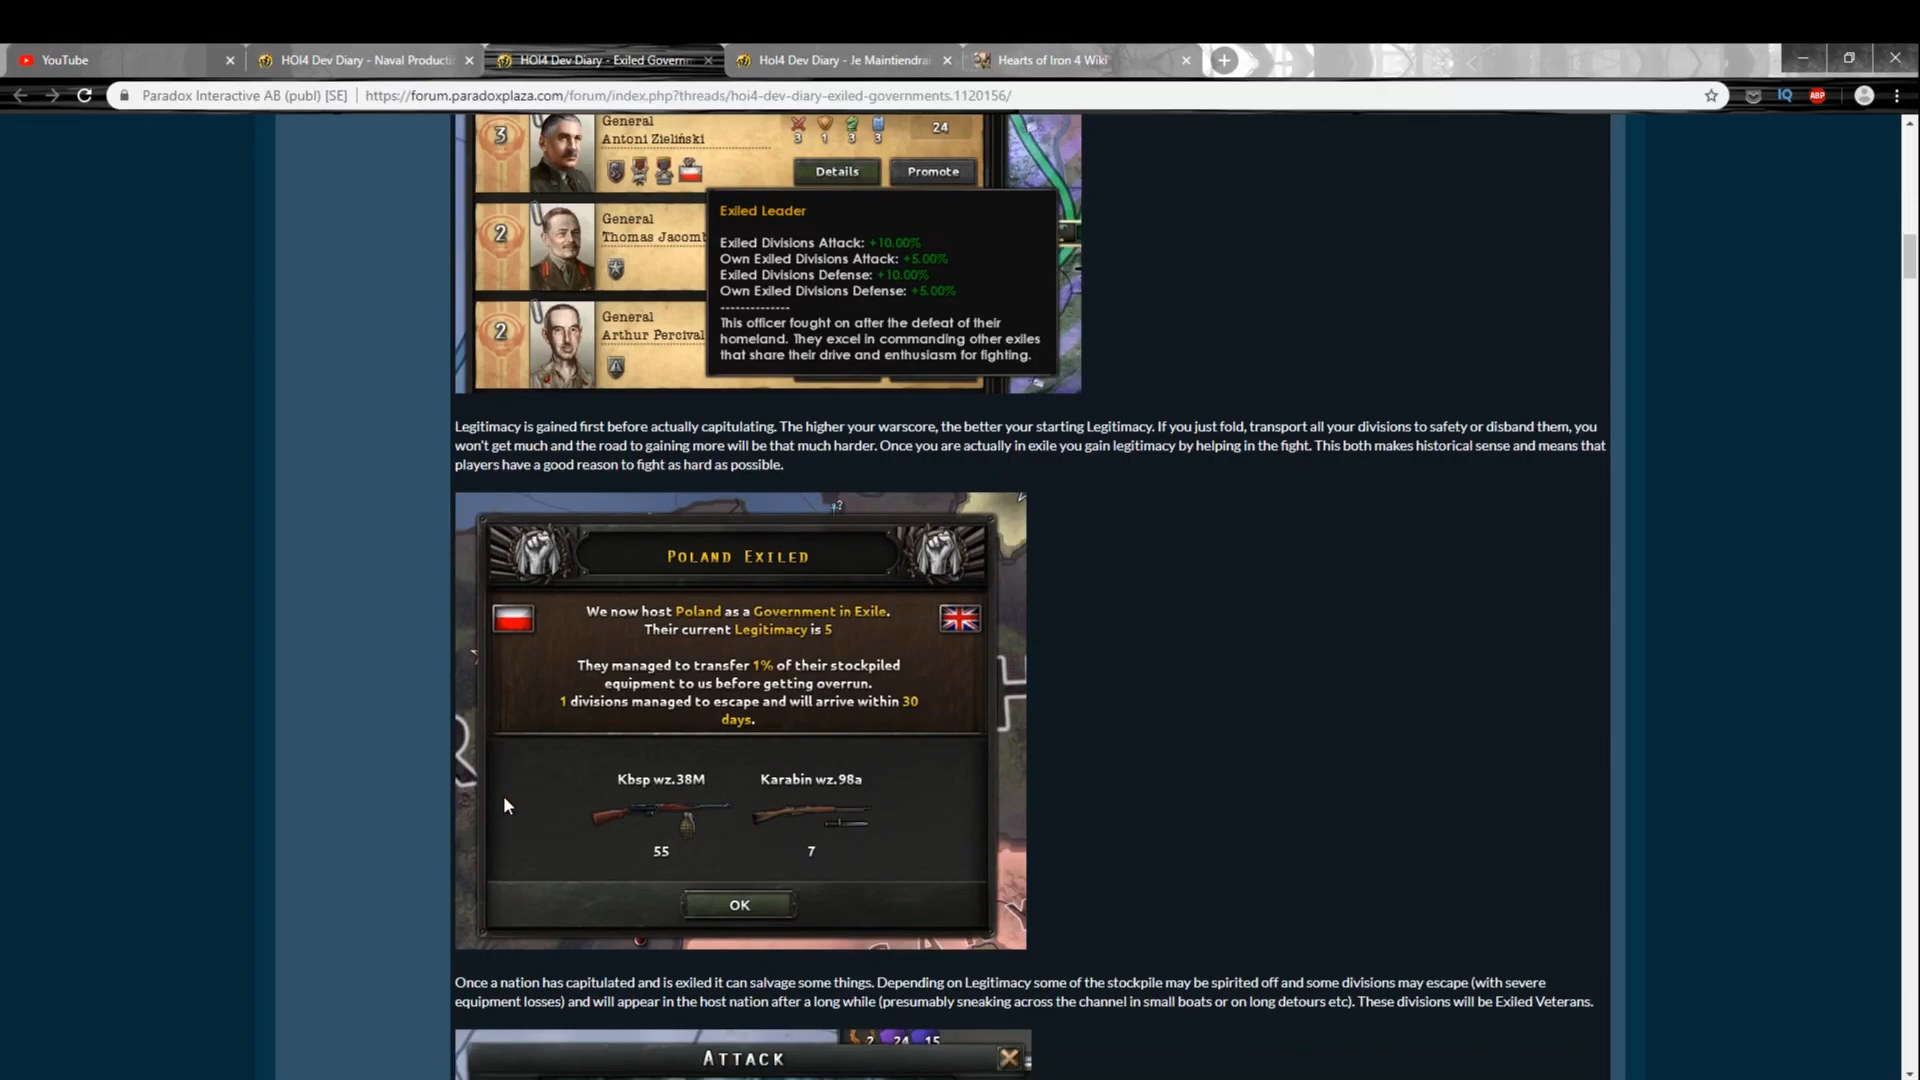 YouTube
HOI4 Dev Diary - Naval Producti
HOI4 Dev Diary - Exiled Governm
HoI4 Dev Diary - Je Maintiendrai
Hearts of Iron 4 Wiki
Paradox Interactive AB (publ) [SE]
https://forum.paradoxplaza.com/forum/index.php?threads/hoi4-dev-diary-exiled-governments.1120156/
IQ
ABP
3
General
Antoni Zieliński
3 1 3 3
24
Details
Promote
2
General
Thomas Jacomb
2
General
Arthur Percival
Exiled Leader
Exiled Divisions Attack: +10.00%
Own Exiled Divisions Attack: +5.00%
Exiled Divisions Defense: +10.00%
Own Exiled Divisions Defense: +5.00%
--------------
This officer fought on after the defeat of their
homeland. They excel in commanding other exiles
that share their drive and enthusiasm for fighting.
Legitimacy is gained first before actually capitulating. The higher your warscore, the better your starting Legitimacy. If you just fold, transport all your divisions to safety or disband them, you
won't get much and the road to gaining more will be that much harder. Once you are actually in exile you gain legitimacy by helping in the fight. This both makes historical sense and means that
players have a good reason to fight as hard as possible.
?
Poland Exiled
We now host Poland as a Government in Exile.
Their current Legitimacy is 5
They managed to transfer 1% of their stockpiled
equipment to us before getting overrun.
1 divisions managed to escape and will arrive within 30
days.
Kbsp wz.38M
Karabin wz.98a
55
7
OK
Once a nation has capitulated and is exiled it can salvage some things. Depending on Legitimacy some of the stockpile may be spirited off and some divisions may escape (with severe
equipment losses) and will appear in the host nation after a long while (presumably sneaking across the channel in small boats or on long detours etc). These divisions will be Exiled Veterans.
2 24 15
Attack